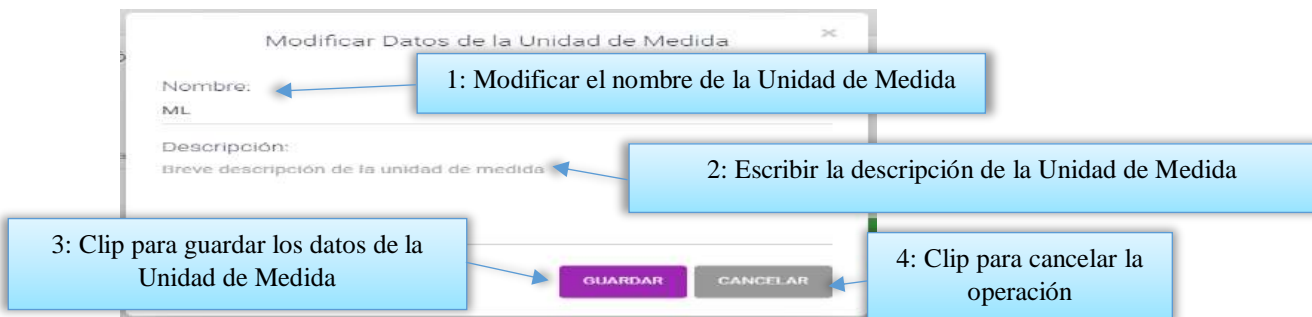 Modificar Datos de la Unidad de Medida
×
1: Modificar el nombre de la Unidad de Medida
Nombre:
ML
Descripción:
Breve descripción de la unidad de medida
2: Escribir la descripción de la Unidad de Medida
3: Clip para guardar los datos de la
Unidad de Medida
GUARDAR
CANCELAR
4: Clip para cancelar la
operación